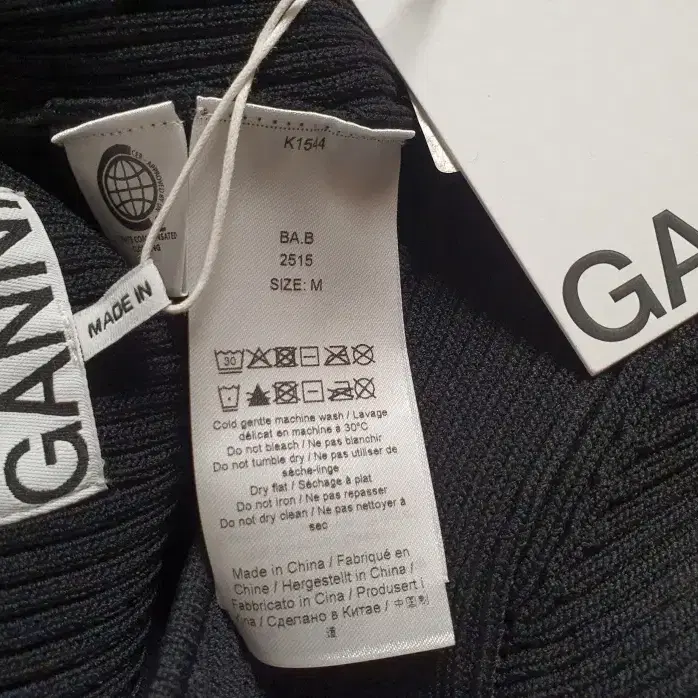 K1544
BA.B
2515
SIZE: M
30
Cold gentle machine wash / Lavage
délicat en machine à 30°C
Do not bleach / Ne pas blanchir
Do not tumble dry / Ne pas utiliser de
sèche-linge
Dry flat / Séchage à plat
Do not iron / Ne pas repasser
Do not dry clean / Ne pas nettoyer à
sec
Made in China / Fabriqué en
Chine / Hergestellt in China /
Fabbricato in Cina / Produsert i
/ Сделано в Китае / 中国制
造
GANNI
MADE IN
GA